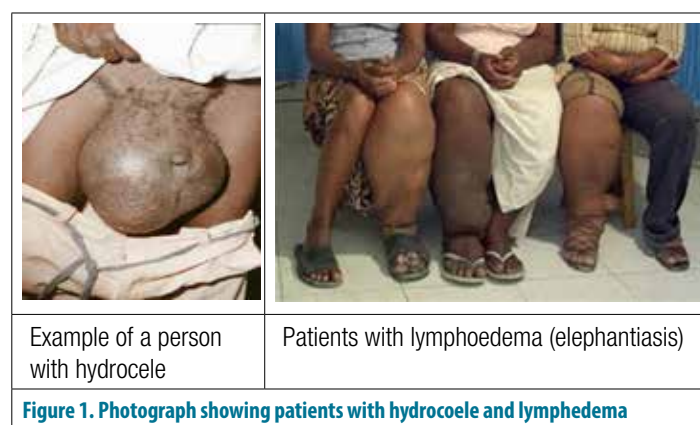 Example of a person
with hydrocele
Patients with lymphoedema (elephantiasis)
Figure 1. Photograph showing patients with hydrocoele and lymphedema